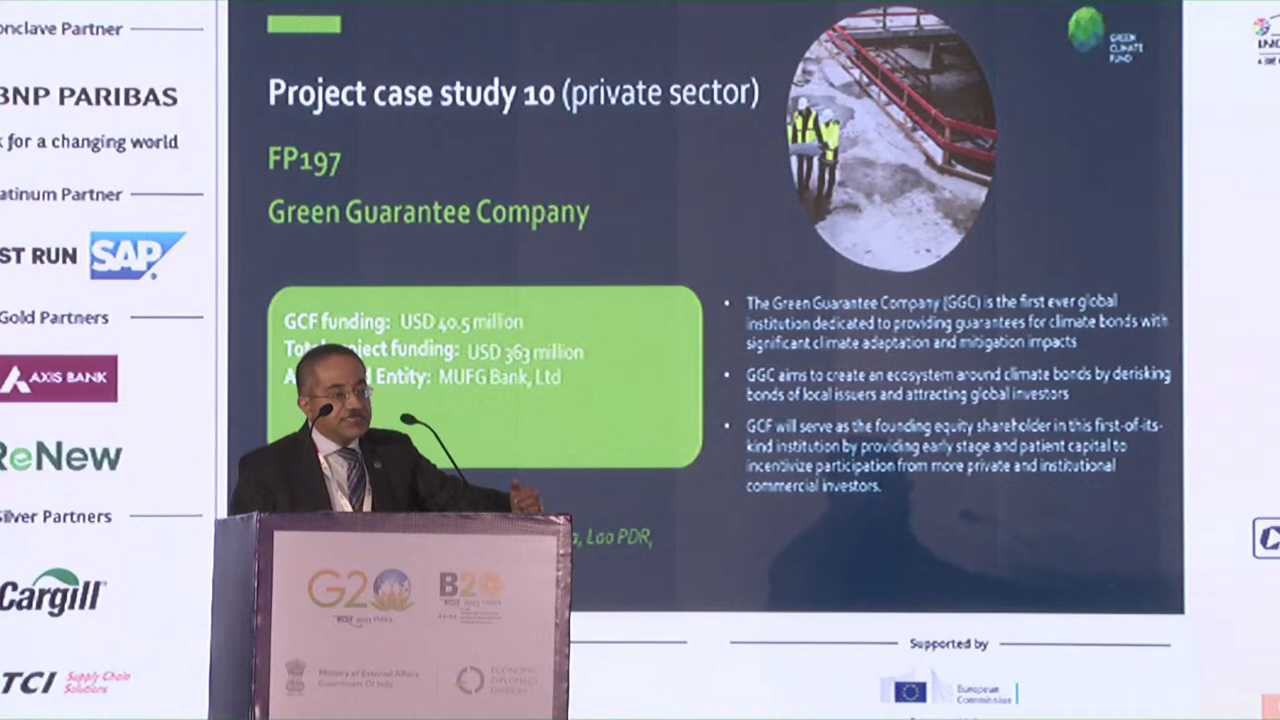 onclave Partner
BNP PARIBAS
k for a changing world
atinum Partner
ST RUN SAP
Gold Partners
AXIS BANK
ReNew
Silver Partners
Cargill
TCI Supply Chain Solutions
Project case study 10 (private sector)
FP197
Green Guarantee Company
GREEN
CLIMATE
FUND
GCF funding: USD 40.5 million
Total project funding: USD 363 million
A d Entity: MUFG Bank, Ltd
• The Green Guarantee Company (GGC) is the first ever global
institution dedicated to providing guarantees for climate bonds with
significant climate adaptation and mitigation impacts
• GGC aims to create an ecosystem around climate bonds by derisking
bonds of local issuers and attracting global investors
• GCF will serve as the founding equity shareholder in this first-of-its-
kind institution by providing early stage and patient capital to
incentivize participation from more private and institutional
commercial investors.
a, Lao PDR,
G20
B20
Ministry of External Affairs
Government Of India
ECONOMIC
DIPLOMACY
DIVISION
Supported by
European
Commission